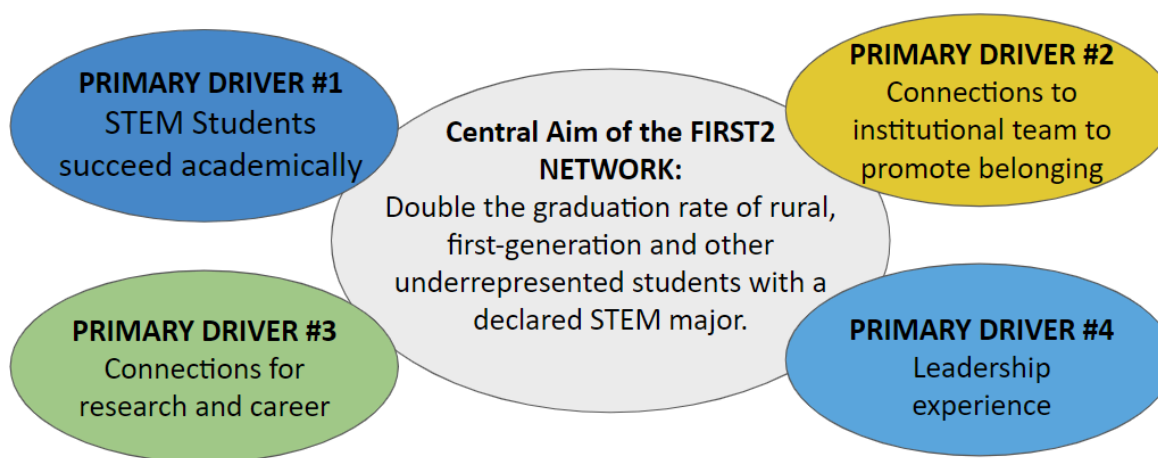 PRIMARY DRIVER #1
STEM Students
succeed academically
Central Aim of the FIRST2
NETWORK:
Double the graduation rate of rural,
first-generation and other
underrepresented students with a
declared STEM major.
PRIMARY DRIVER #2
Connections to
institutional team to
promote belonging
PRIMARY DRIVER #3
Connections for
research and career
PRIMARY DRIVER #4
Leadership
experience